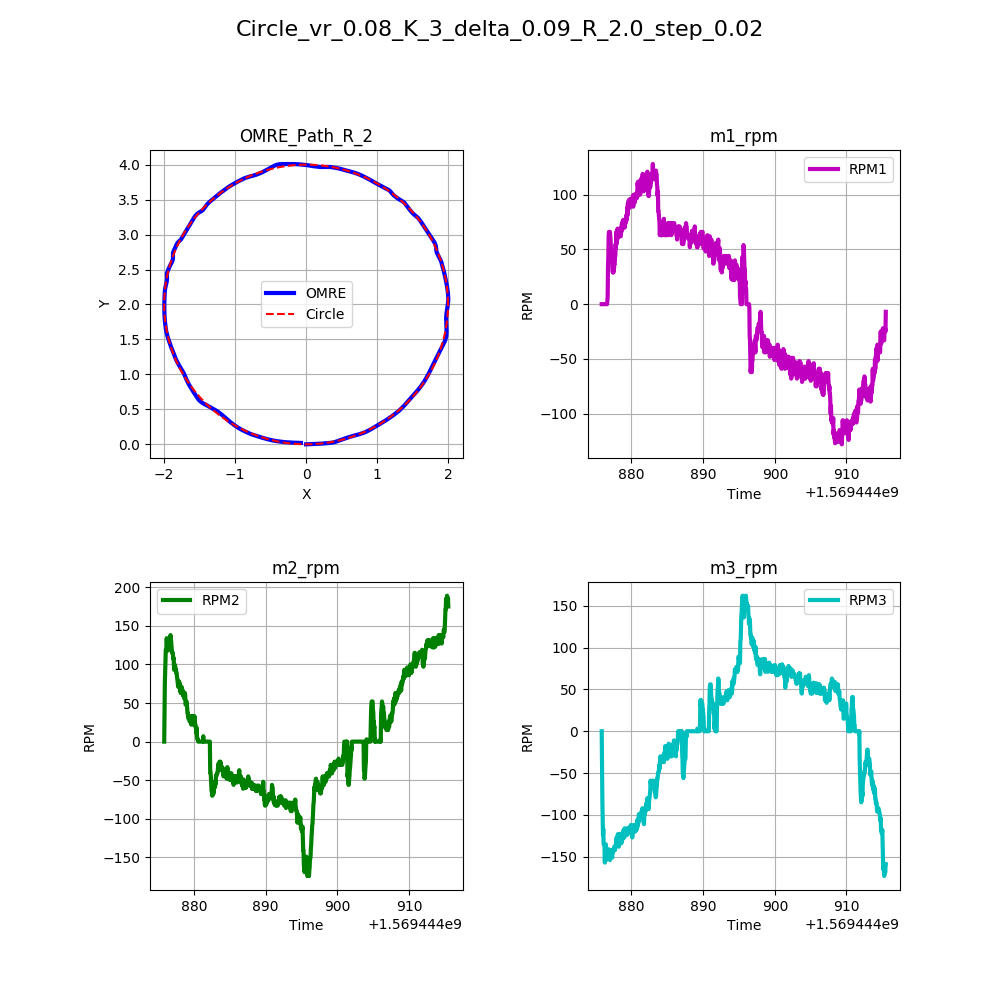 Circle_vr_0.08_K_3_delta_0.09_R_2.0_step_0.02
OMRE_Path_R_2
4.0
3.5
3.0
2.5
2.0
1.5
1.0
0.5
0.0
Y
OMRE
Circle
−2 −1 0 1 2
X
m1_rpm
RPM1
100
50
0
−50
−100
RPM
880 890 900 910
Time
+1.569444e9
m2_rpm
RPM2
200
150
100
50
0
−50
−100
−150
RPM
880 890 900 910
Time
+1.569444e9
m3_rpm
RPM3
150
100
50
0
−50
−100
−150
RPM
880 890 900 910
Time
+1.569444e9